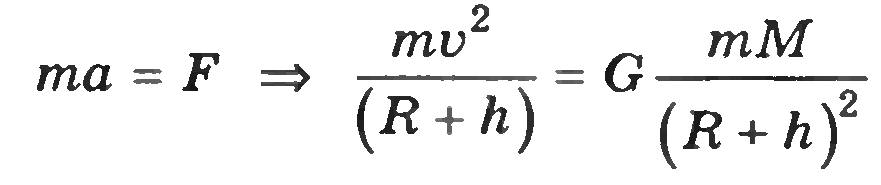 ma = F ⇒ mv²/(R + h) = G mM/(R + h)²